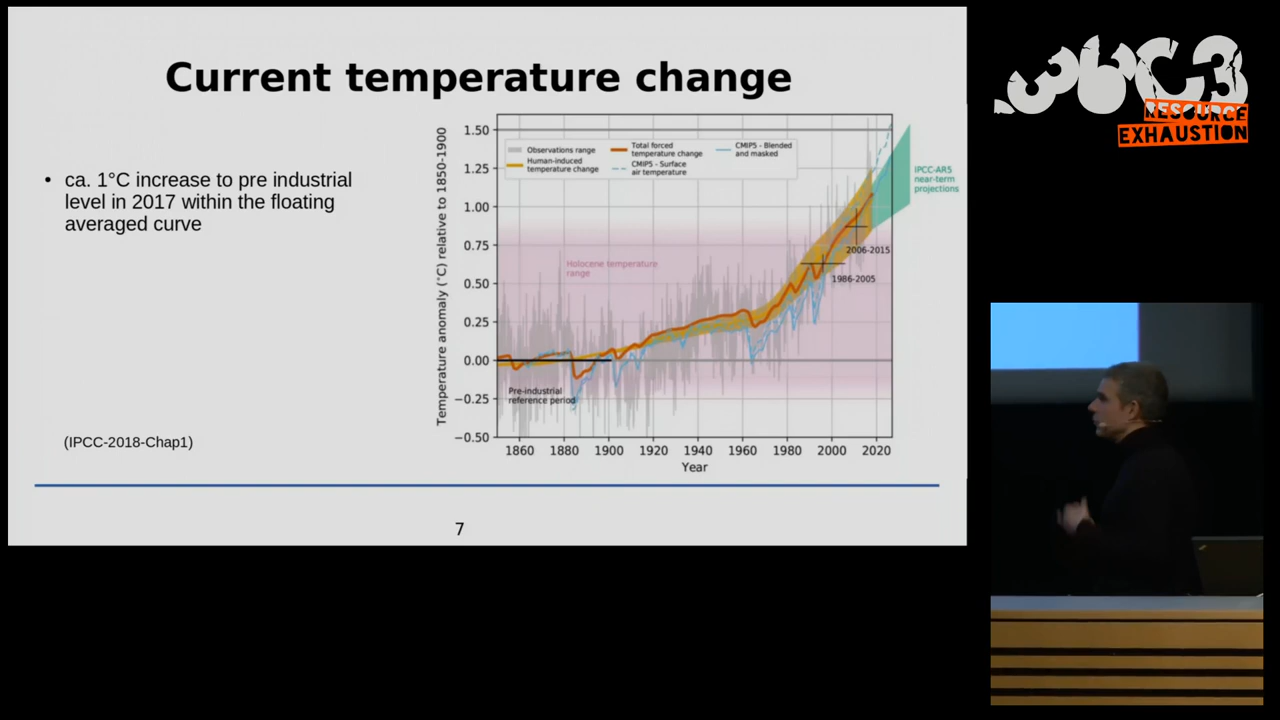 Current temperature change
• ca. 1°C increase to pre industrial
level in 2017 within the floating
averaged curve
(IPCC-2018-Chap1)
Temperature anomaly (°C) relative to 1850-1900
1.50
1.25
1.00
0.75
0.50
0.25
0.00
−0.25
−0.50
Observations range
Human-induced
temperature change
Total forced
temperature change
CMIP5 - Surface
air temperature
CMIP5 - Blended
and masked
IPCC-AR5
near-term
projections
Holocene temperature
range
2006-2015
1986-2005
Pre-industrial
reference period
1860 1880 1900 1920 1940 1960 1980 2000 2020
Year
7
36C3
RESOURCE
EXHAUSTION